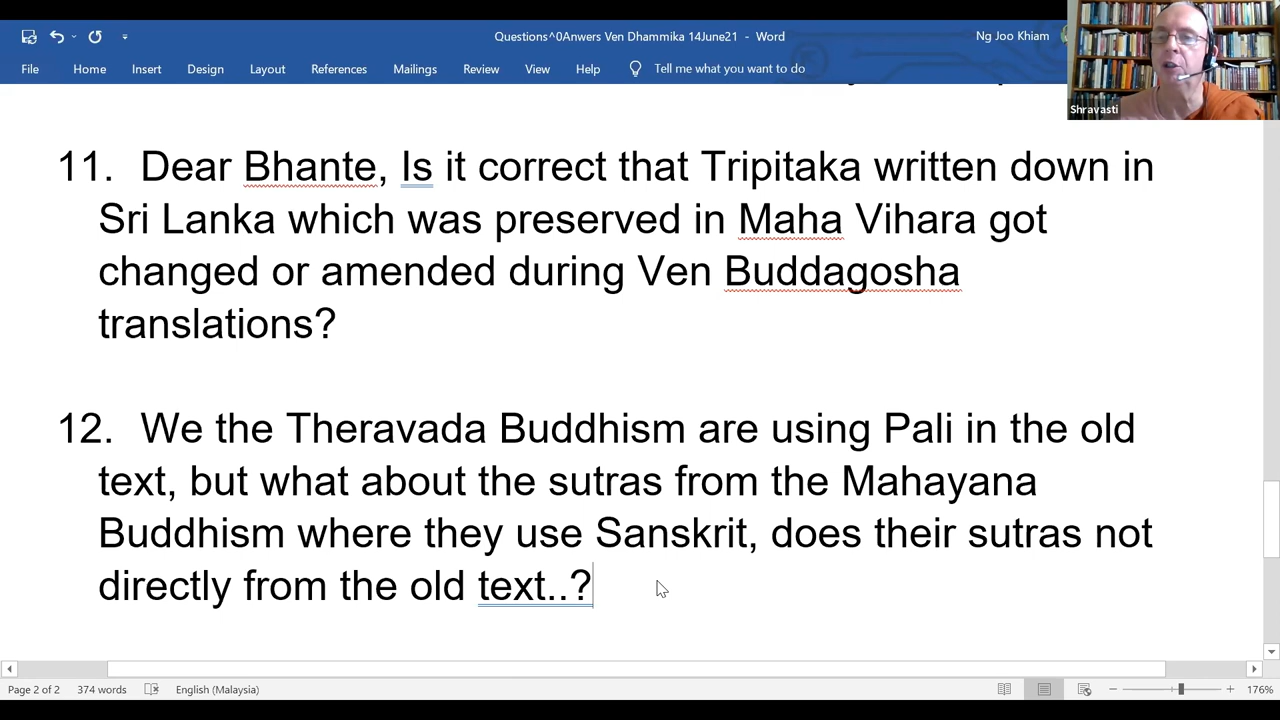 Questions^0Anwers Ven Dhammika 14June21 - Word
Ng Joo Khiam
File Home Insert Design Layout References Mailings Review View Help Tell me what you want to do
Shravasti
11. Dear Bhante, Is it correct that Tripitaka written down in
Sri Lanka which was preserved in Maha Vihara got
changed or amended during Ven Buddagosha
translations?
12. We the Theravada Buddhism are using Pali in the old
text, but what about the sutras from the Mahayana
Buddhism where they use Sanskrit, does their sutras not
directly from the old text..?
Page 2 of 2 374 words English (Malaysia) 176%